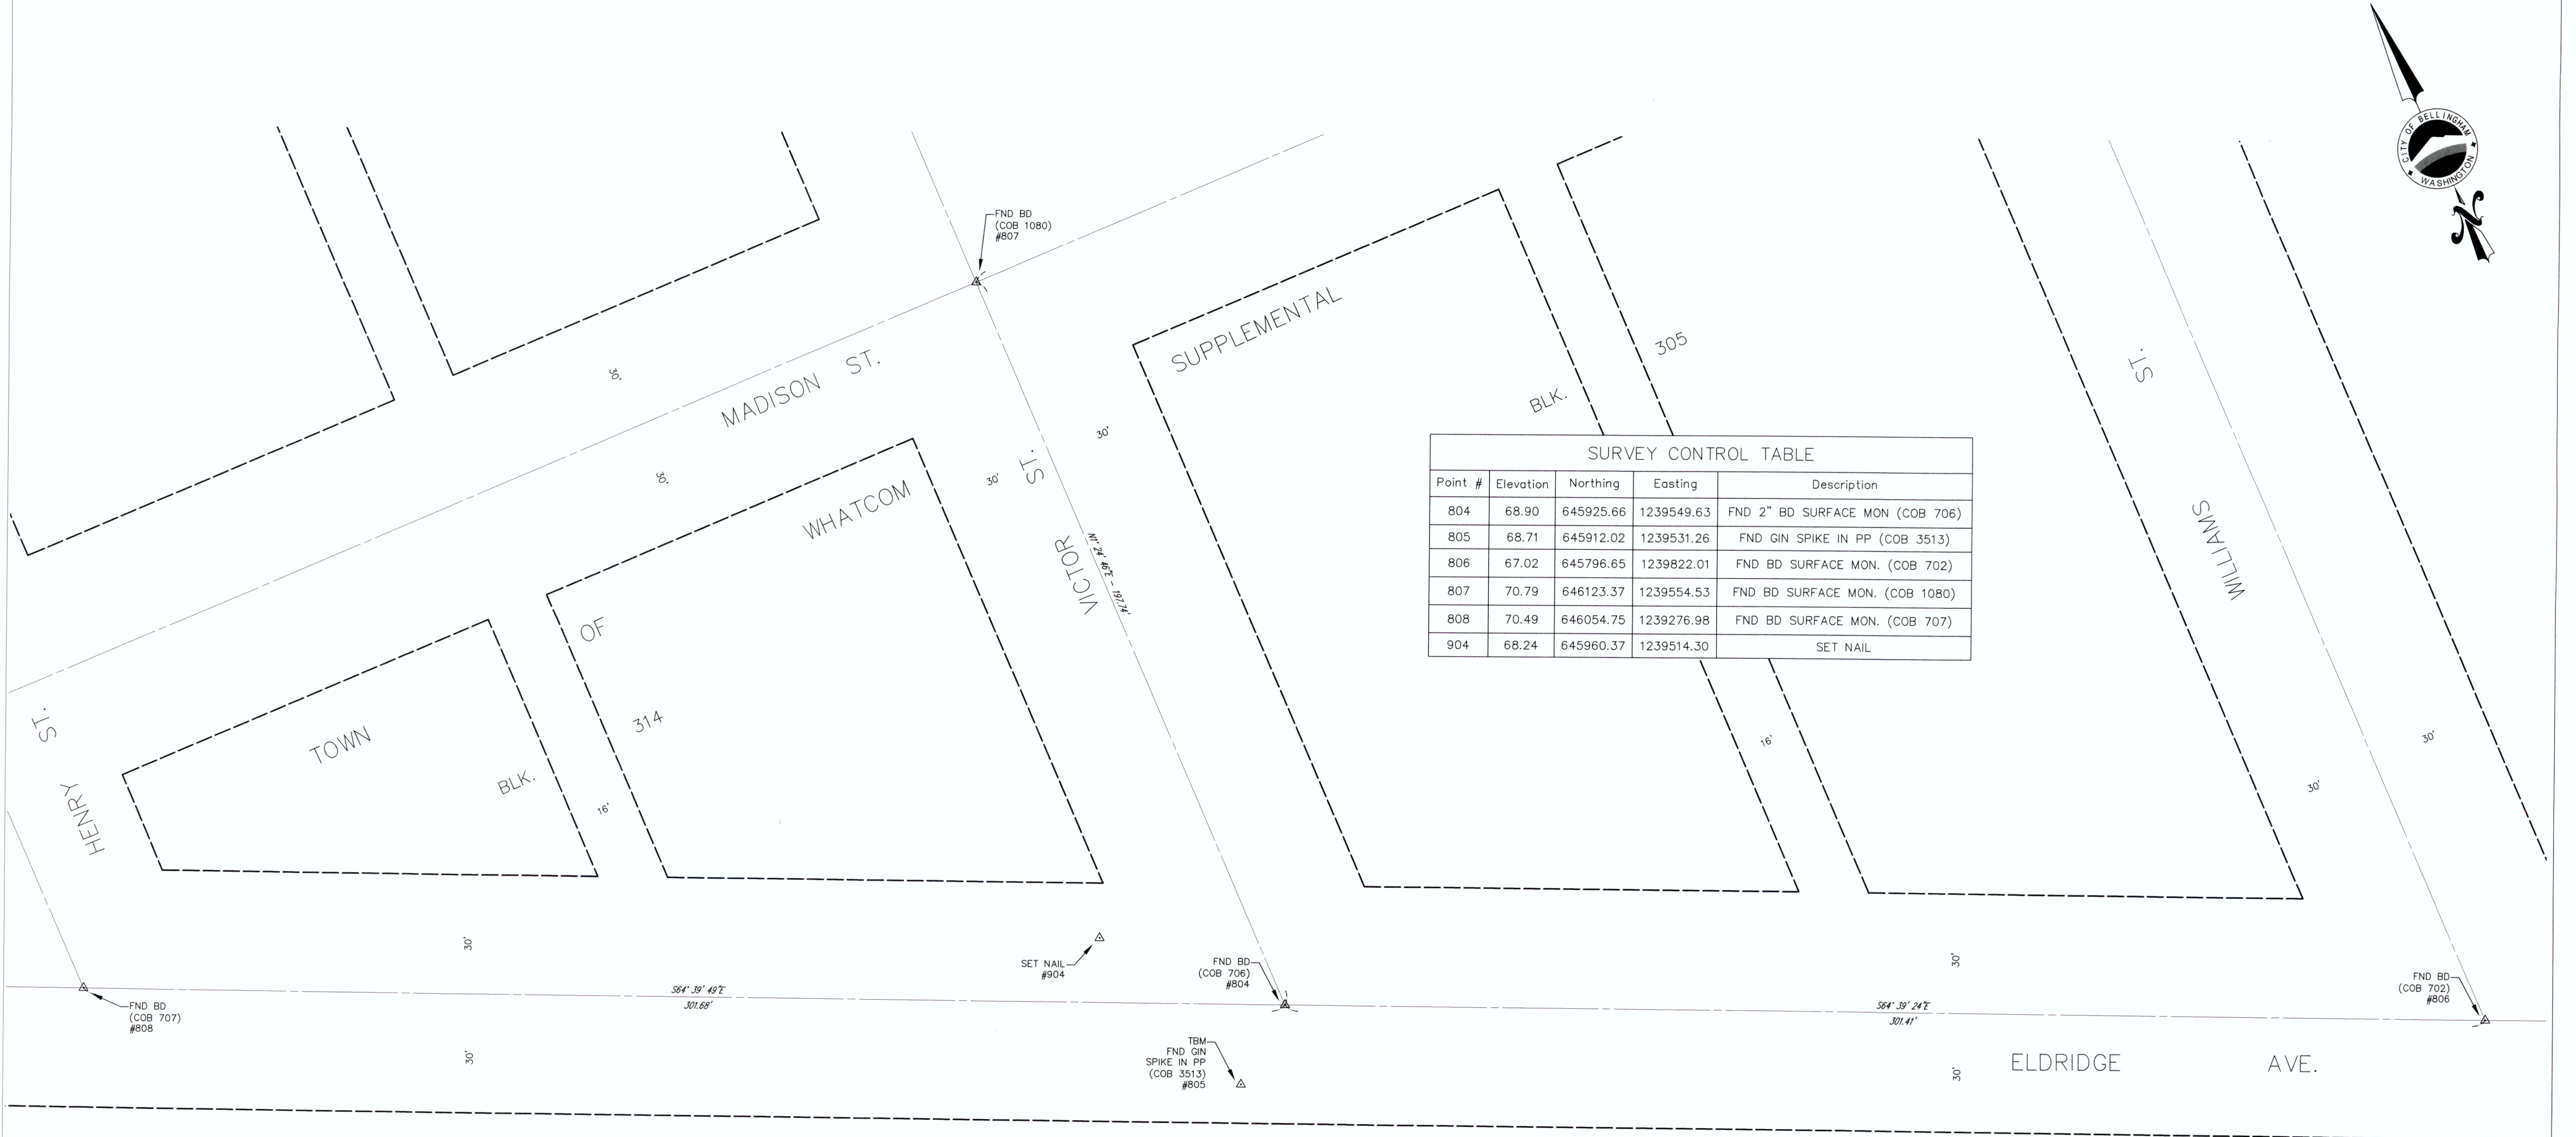 CITY OF BELLINGHAM
WASHINGTON
N
FND BD
(COB 1080)
#807
MADISON ST.
30'
30'
SUPPLEMENTAL
BLK. 305
30'
30'
WHATCOM
OF
TOWN
BLK. 314
16'
VICTOR ST.
N1° 24' 46"E - 197.74'
SURVEY CONTROL TABLE
Point # Elevation Northing Easting Description
804 68.90 645925.66 1239549.63 FND 2" BD SURFACE MON (COB 706)
805 68.71 645912.02 1239531.26 FND GIN SPIKE IN PP (COB 3513)
806 67.02 645796.65 1239822.01 FND BD SURFACE MON. (COB 702)
807 70.79 646123.37 1239554.53 FND BD SURFACE MON. (COB 1080)
808 70.49 646054.75 1239276.98 FND BD SURFACE MON. (COB 707)
904 68.24 645960.37 1239514.30 SET NAIL
16'
WILLIAMS ST.
30'
30'
HENRY ST.
30'
SET NAIL
#904
FND BD
(COB 706)
#804
30'
FND BD
(COB 702)
#806
FND BD
(COB 707)
#808
S64° 39' 49"E
301.68'
S64° 39' 24"E
301.41'
30'
TBM
FND GIN
SPIKE IN PP
(COB 3513)
#805
30'
ELDRIDGE AVE.